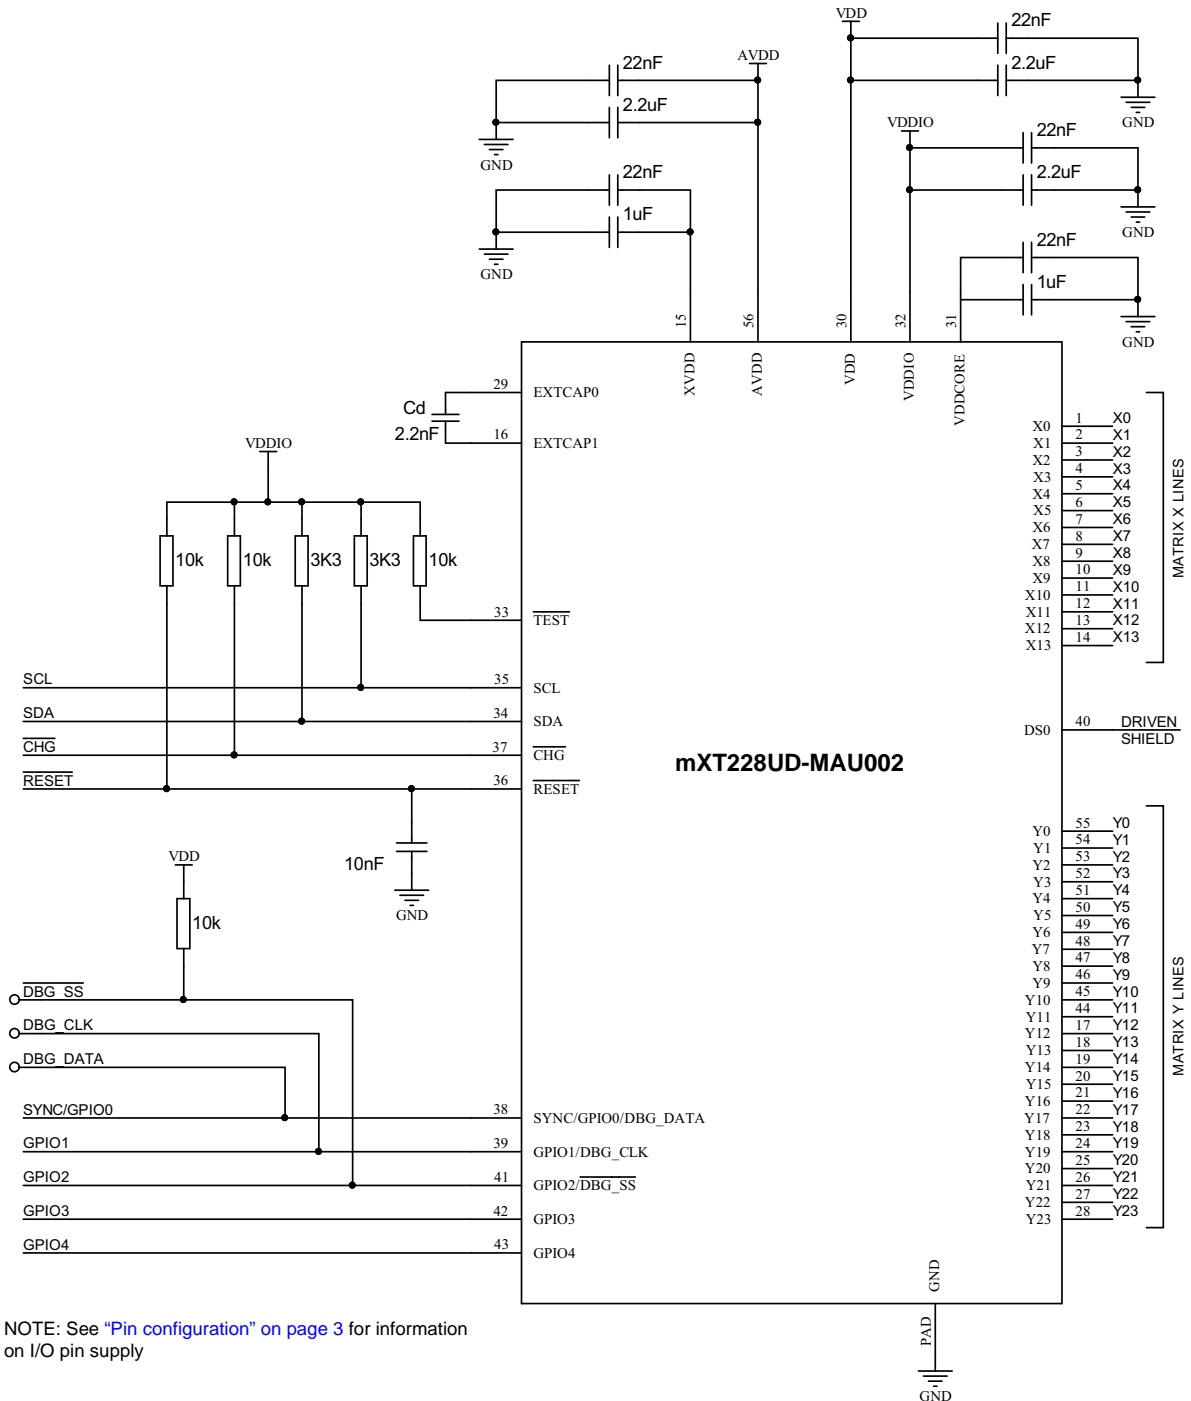 VDD
22nF
2.2uF
GND
AVDD
22nF
2.2uF
GND
VDDIO
22nF
2.2uF
GND
22nF
1uF
GND
22nF
1uF
GND
15
56
30
32
31
XVDD
AVDD
VDD
VDDIO
VDDCORE
Cd
2.2nF
29 EXTCAP0
16 EXTCAP1
VDDIO
10k 10k 3K3 3K3 10k
33 TEST
SCL 35 SCL
SDA 34 SDA
CHG 37 CHG
RESET 36 RESET
10nF
GND
VDD
10k
DBG_SS
DBG_CLK
DBG_DATA
SYNC/GPIO0 38 SYNC/GPIO0/DBG_DATA
GPIO1 39 GPIO1/DBG_CLK
GPIO2 41 GPIO2/DBG_SS
GPIO3 42 GPIO3
GPIO4 43 GPIO4
mXT228UD-MAU002
X0 1 X0
X1 2 X1
X2 3 X2
X3 4 X3
X4 5 X4
X5 6 X5
X6 7 X6
X7 8 X7
X8 9 X8
X9 10 X9
X10 11 X10
X11 12 X11
X12 13 X12
X13 14 X13
MATRIX X LINES
DS0 40 DRIVEN
SHIELD
Y0 55 Y0
Y1 54 Y1
Y2 53 Y2
Y3 52 Y3
Y4 51 Y4
Y5 50 Y5
Y6 49 Y6
Y7 48 Y7
Y8 47 Y8
Y9 46 Y9
Y10 45 Y10
Y11 44 Y11
Y12 17 Y12
Y13 18 Y13
Y14 19 Y14
Y15 20 Y15
Y16 21 Y16
Y17 22 Y17
Y18 23 Y18
Y19 24 Y19
Y20 25 Y20
Y21 26 Y21
Y22 27 Y22
Y23 28 Y23
MATRIX Y LINES
GND
PAD
GND
NOTE: See “Pin configuration” on page 3 for information
on I/O pin supply